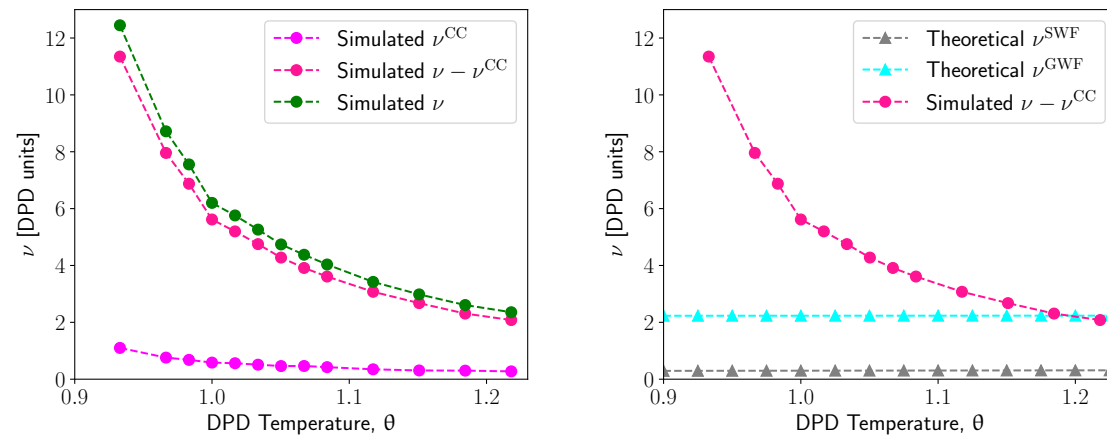 12
10
8
6
4
2
0
ν [DPD units]
0.9
1.0
1.1
1.2
DPD Temperature, θ
Simulated ν^CC
Simulated ν − ν^CC
Simulated ν
12
10
8
6
4
2
0
ν [DPD units]
0.9
1.0
1.1
1.2
DPD Temperature, θ
Theoretical ν^SWF
Theoretical ν^GWF
Simulated ν − ν^CC